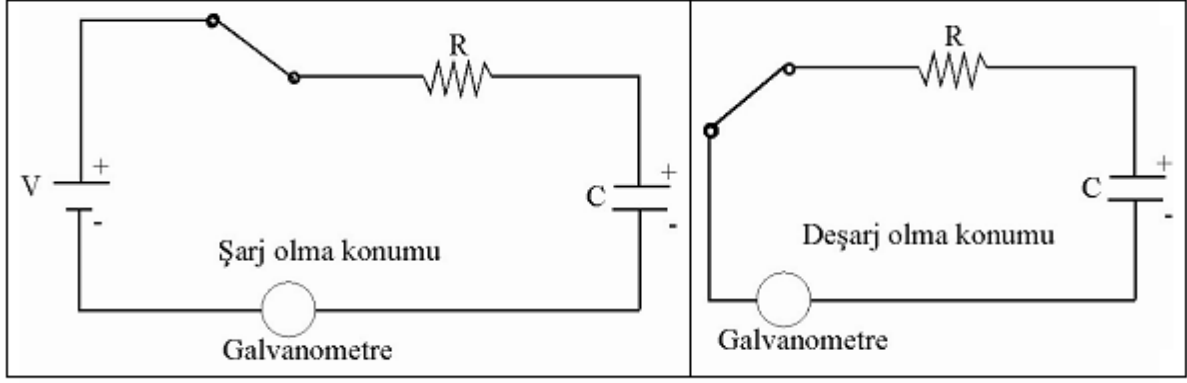 R
V
+
-
C
+
-
Şarj olma konumu
Galvanometre
R
C
+
-
Deşarj olma konumu
Galvanometre